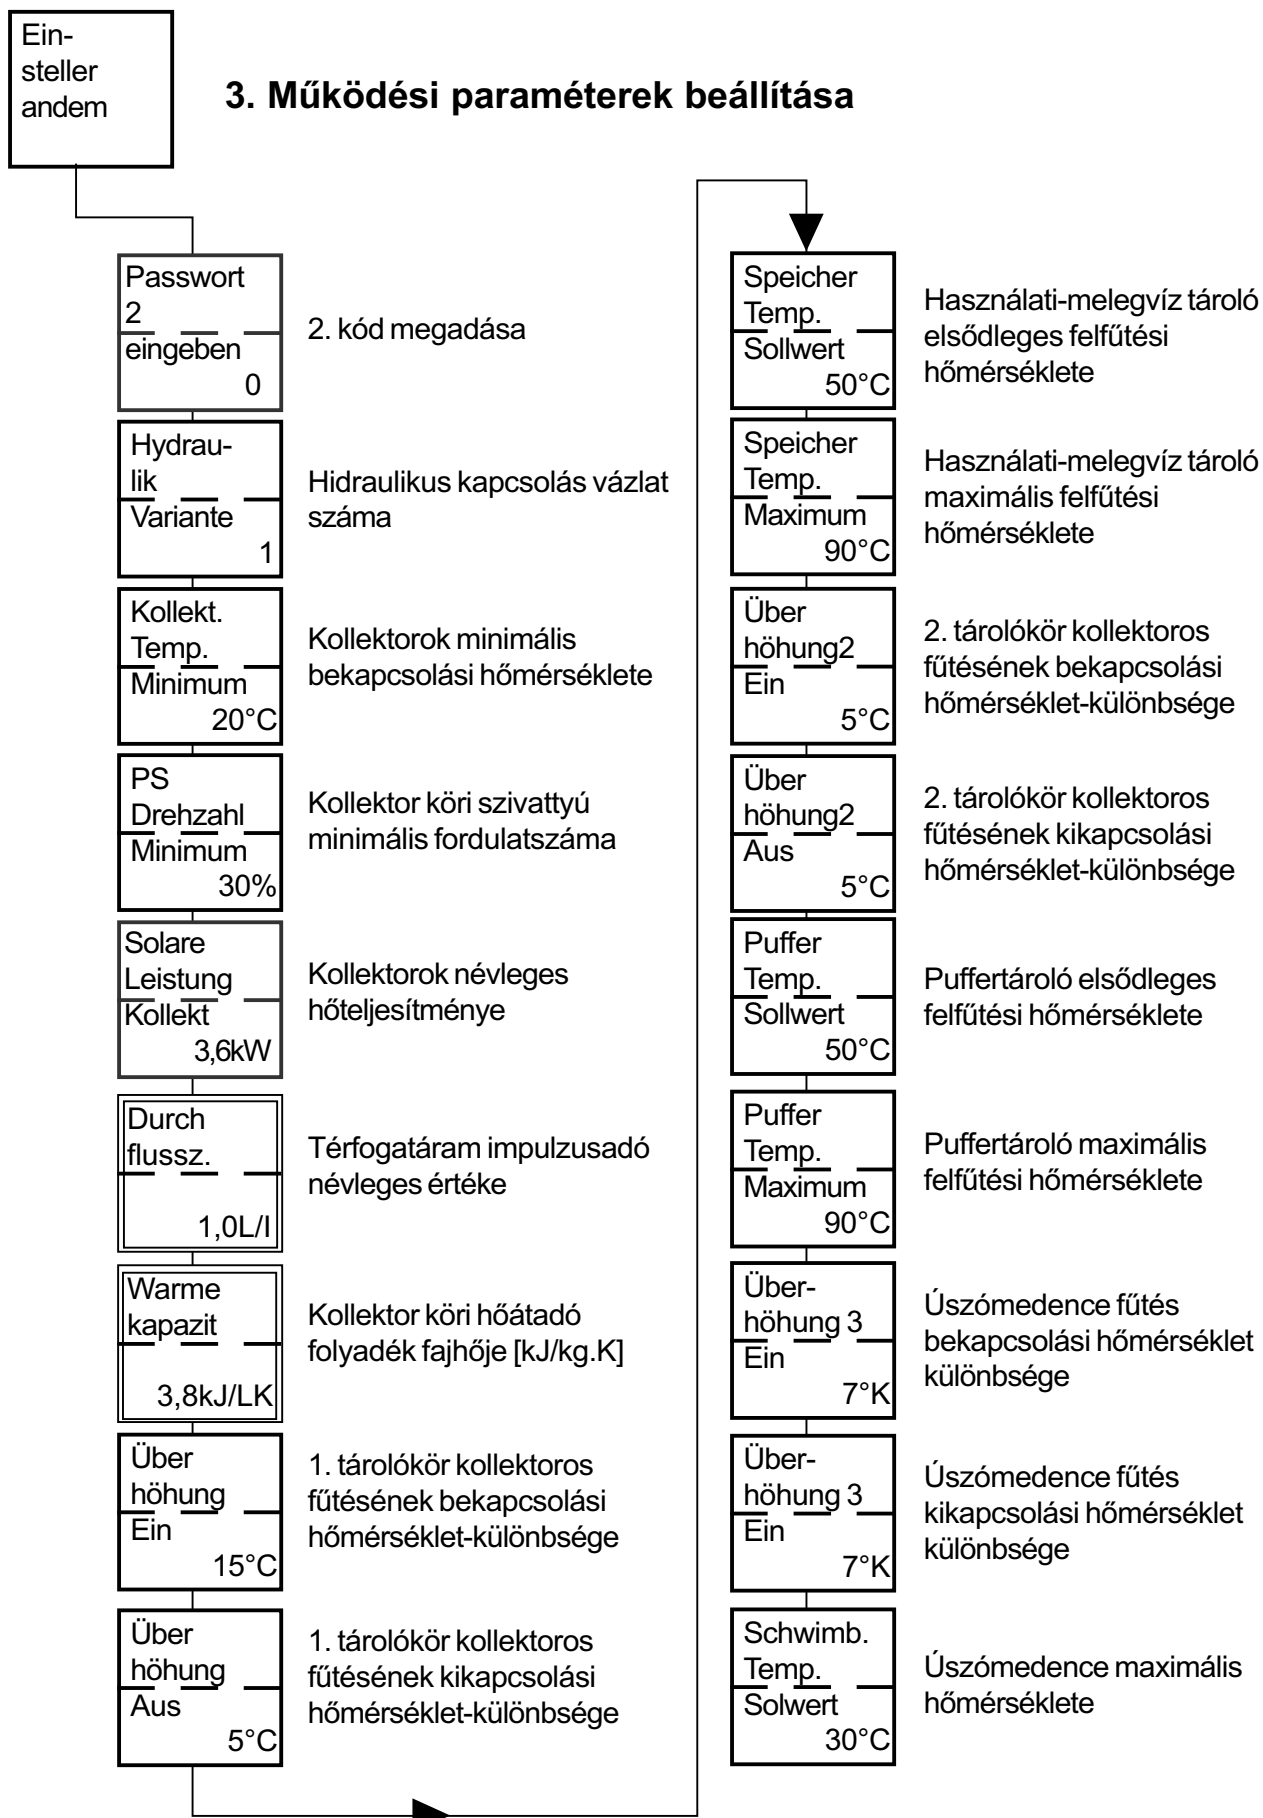 Ein-
steller
andem
3. Működési paraméterek beállítása
Passwort
2
eingeben
0
2. kód megadása
Hydrau-
lik
Variante
1
Hidraulikus kapcsolás vázlat
száma
Kollekt.
Temp.
Minimum
20°C
Kollektorok minimális
bekapcsolási hőmérséklete
PS
Drehzahl
Minimum
30%
Kollektor köri szivattyú
minimális fordulatszáma
Solare
Leistung
Kollekt
3,6kW
Kollektorok névleges
hőteljesítménye
Durch
flussz.
1,0L/I
Térfogatáram impulzusadó
névleges értéke
Warme
kapazit
3,8kJ/LK
Kollektor köri hőátadó
folyadék fajhője [kJ/kg.K]
Über
höhung
Ein
15°C
1. tárolókör kollektoros
fűtésének bekapcsolási
hőmérséklet-különbsége
Über
höhung
Aus
5°C
1. tárolókör kollektoros
fűtésének kikapcsolási
hőmérséklet-különbsége
Speicher
Temp.
Sollwert
50°C
Használati-melegvíz tároló
elsődleges felfűtési
hőmérséklete
Speicher
Temp.
Maximum
90°C
Használati-melegvíz tároló
maximális felfűtési
hőmérséklete
Über
höhung2
Ein
5°C
2. tárolókör kollektoros
fűtésének bekapcsolási
hőmérséklet-különbsége
Über
höhung2
Aus
5°C
2. tárolókör kollektoros
fűtésének kikapcsolási
hőmérséklet-különbsége
Puffer
Temp.
Sollwert
50°C
Puffertároló elsődleges
felfűtési hőmérséklete
Puffer
Temp.
Maximum
90°C
Puffertároló maximális
felfűtési hőmérséklete
Über-
höhung 3
Ein
7°K
Úszómedence fűtés
bekapcsolási hőmérséklet
különbsége
Über-
höhung 3
Ein
7°K
Úszómedence fűtés
kikapcsolási hőmérséklet
különbsége
Schwimb.
Temp.
Solwert
30°C
Úszómedence maximális
hőmérséklete